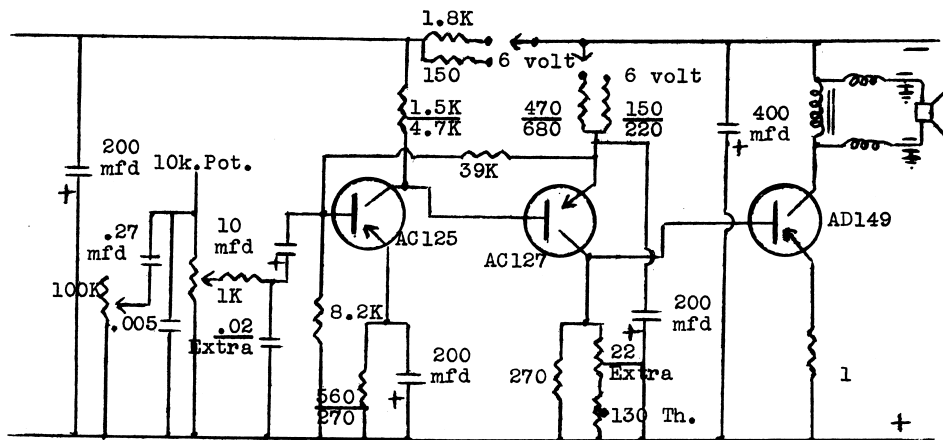 1.8K
150
6 volt
6 volt
1.5K
4.7K
470
680
150
220
400
mfd
200
mfd
10k.Pot.
39K
.27
mfd
10
mfd
AC125
AC127
AD149
100K
1K
.005
.02
Extra
8.2K
200
mfd
200
mfd
560
270
270
22
Extra
130 Th.
1